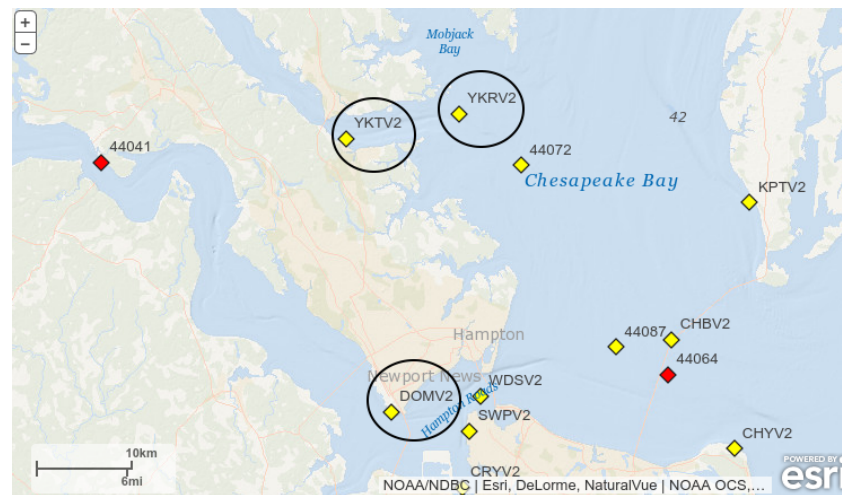 +
−
Mobjack
Bay
YKRV2
YKTV2
42
44041
44072
Chesapeake Bay
KPTV2
CHBV2
44087
Hampton
44064
Newport News
WDSV2
DOMV2
Hampton Roads
SWPV2
CHYV2
10km
6mi
CRYV2
POWERED BY
esri
NOAA/NDBC | Esri, DeLorme, NaturalVue | NOAA OCS,...